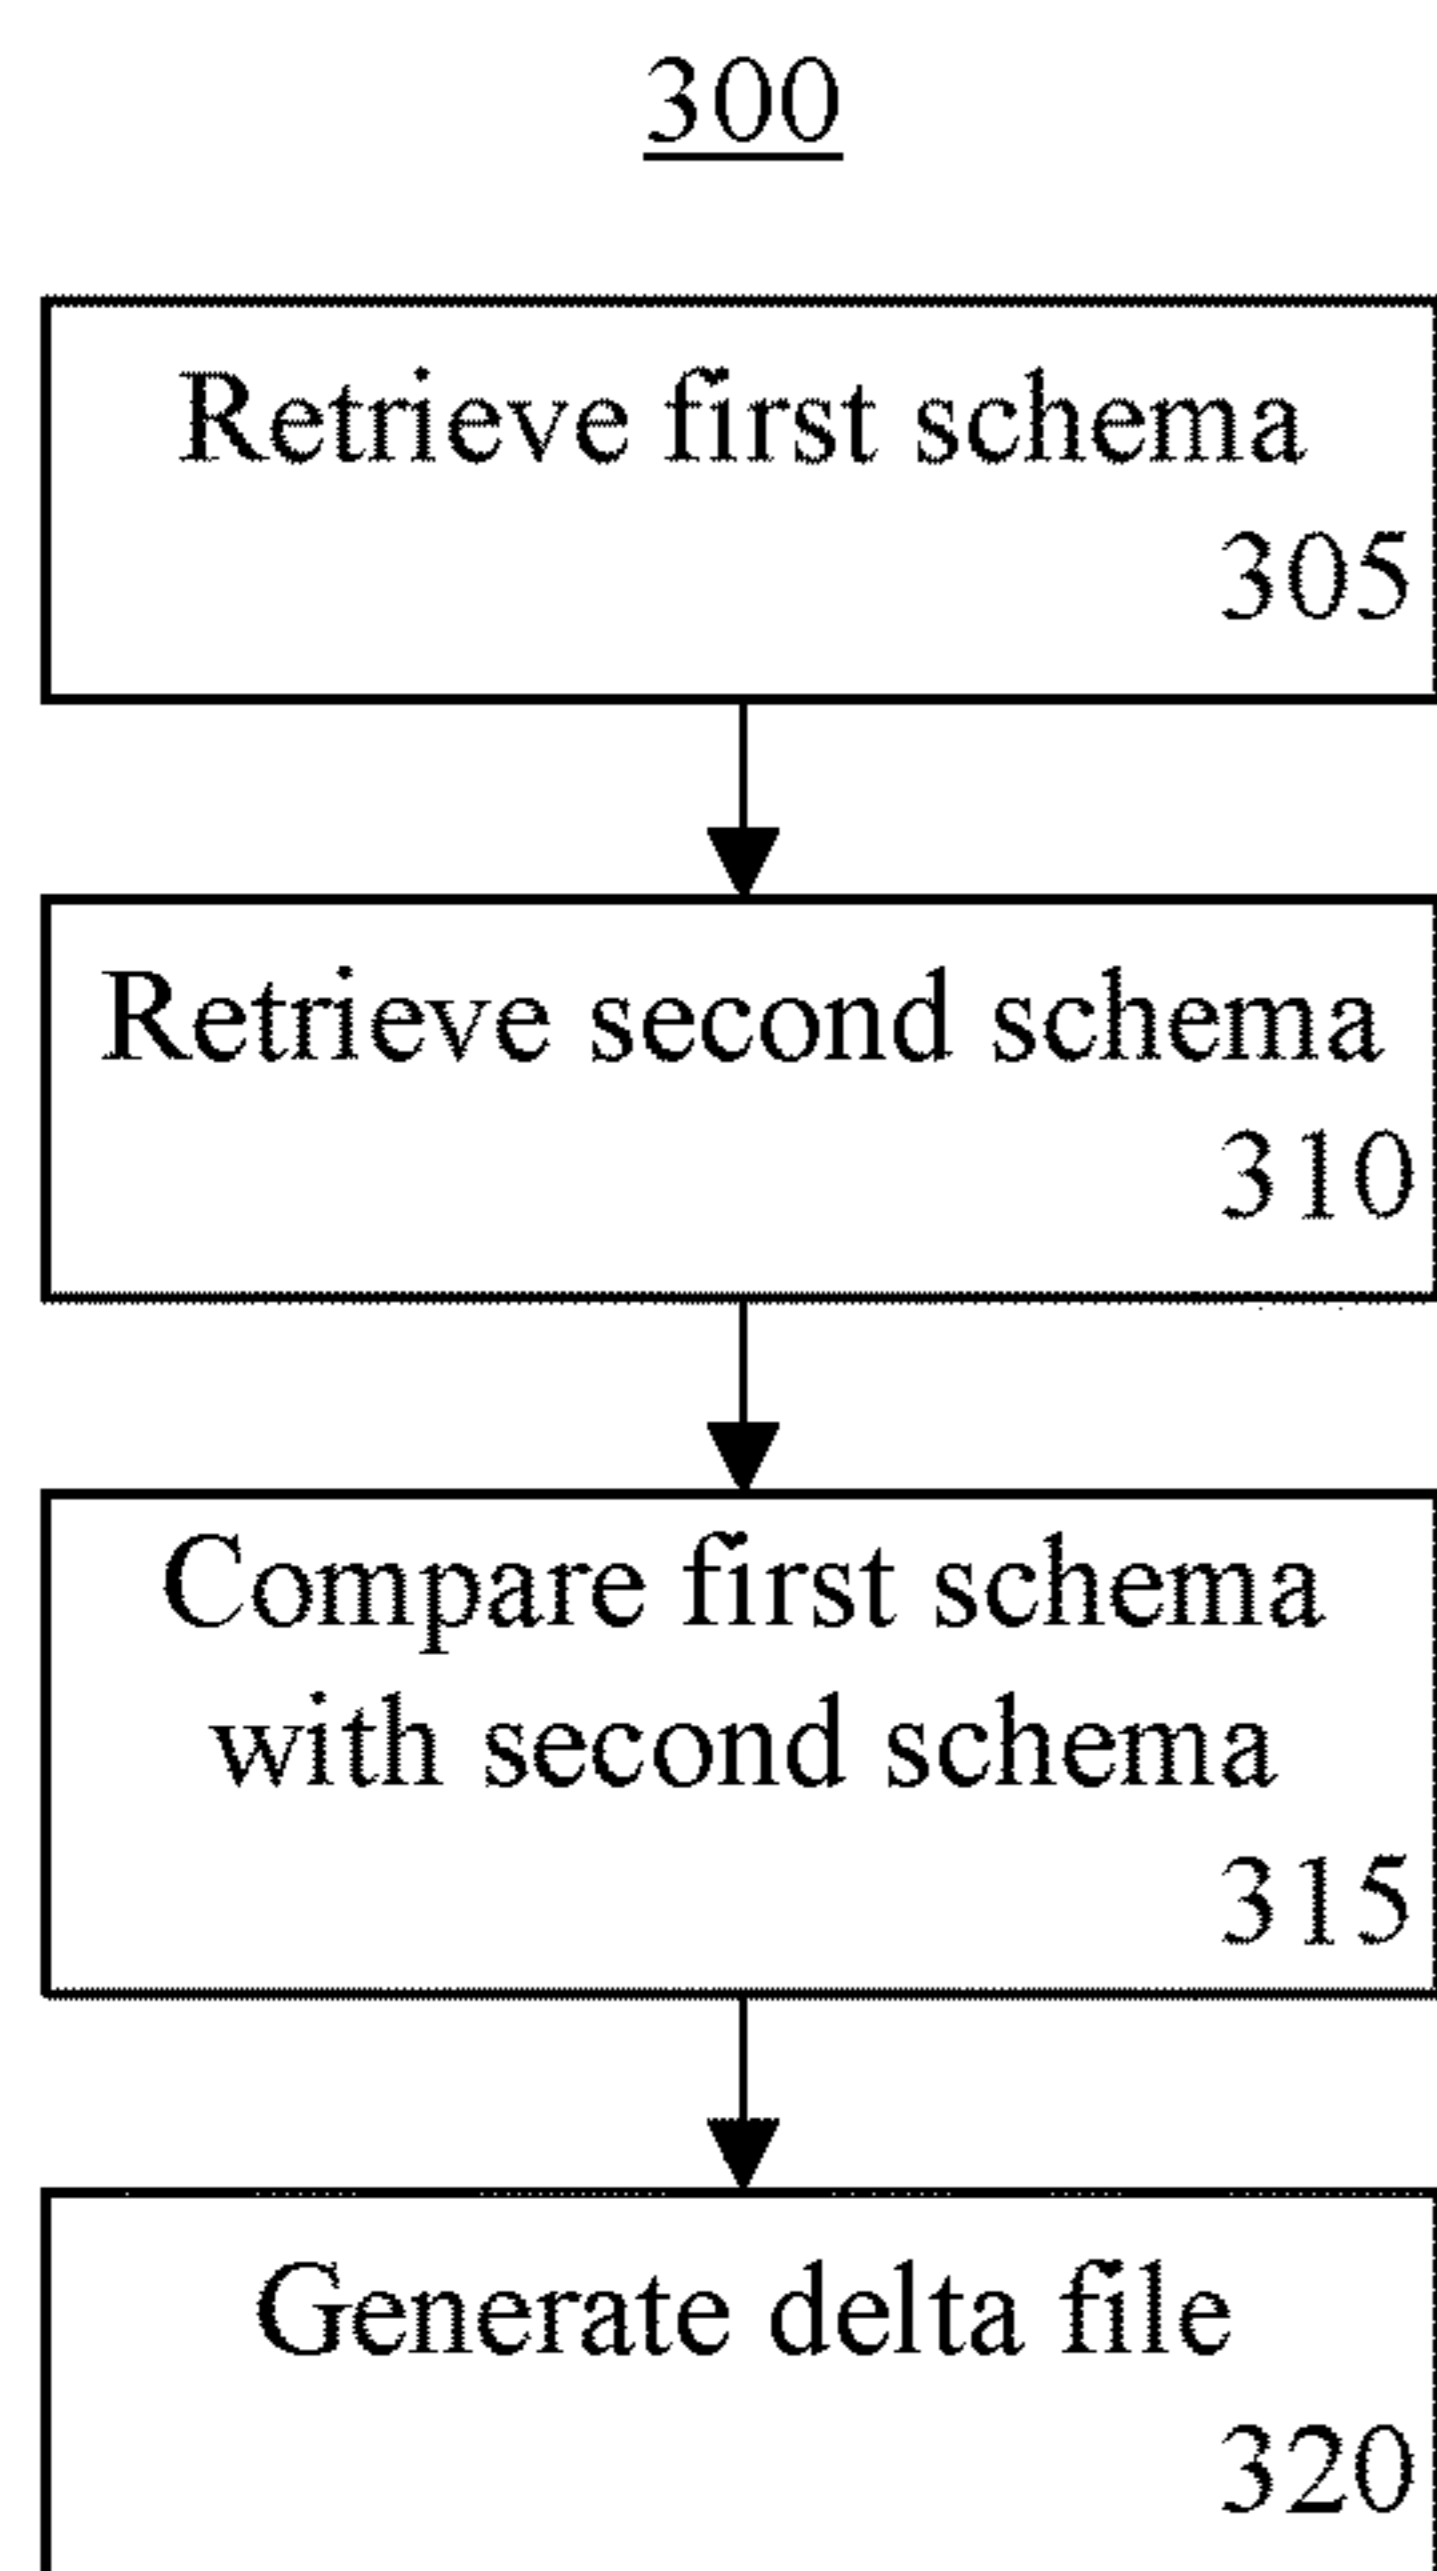 300
Retrieve first schema
305
Retrieve second schema
310
Compare first schema
with second schema
315
Generate delta file
320